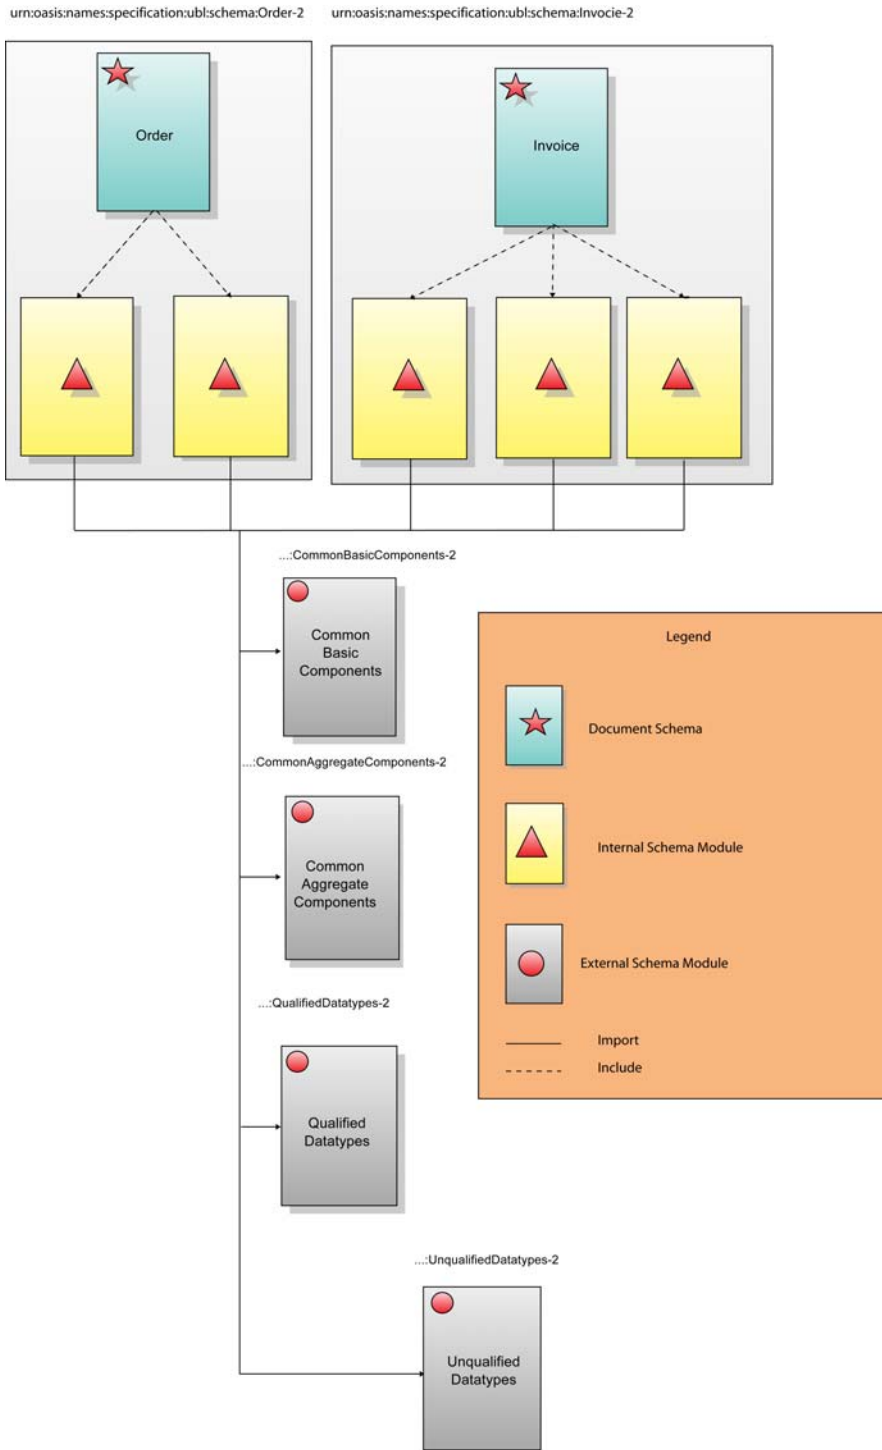 urn:oasis:names:specification:ubl:schema:Order-2
urn:oasis:names:specification:ubl:schema:Invocie-2
Order
Invoice
...:CommonBasicComponents-2
Common
Basic
Components
...:CommonAggregateComponents-2
Common
Aggregate
Components
...:QualifiedDatatypes-2
Qualified
Datatypes
...:UnqualifiedDatatypes-2
Unqualified
Datatypes
Legend
Document Schema
Internal Schema Module
External Schema Module
Import
Include